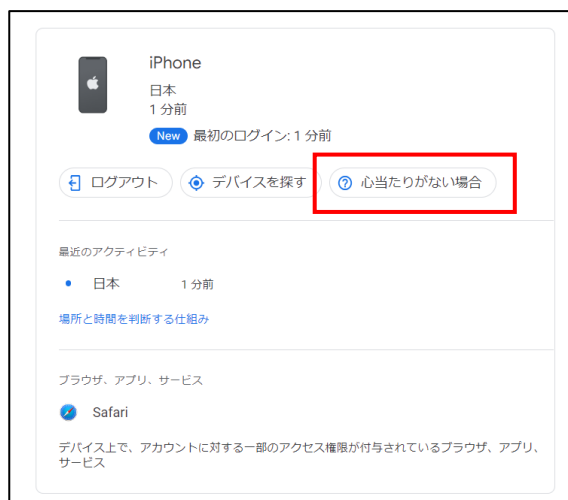 iPhone
日本
1 分前
New 最初のログイン: 1 分前
ログアウト デバイスを探す 心当たりがない場合
最近のアクティビティ
日本 1 分前
場所と時間を判断する仕組み
ブラウザ、アプリ、サービス
Safari
デバイス上で、アカウントに対する一部のアクセス権限が付与されているブラウザ、アプリ、
サービス